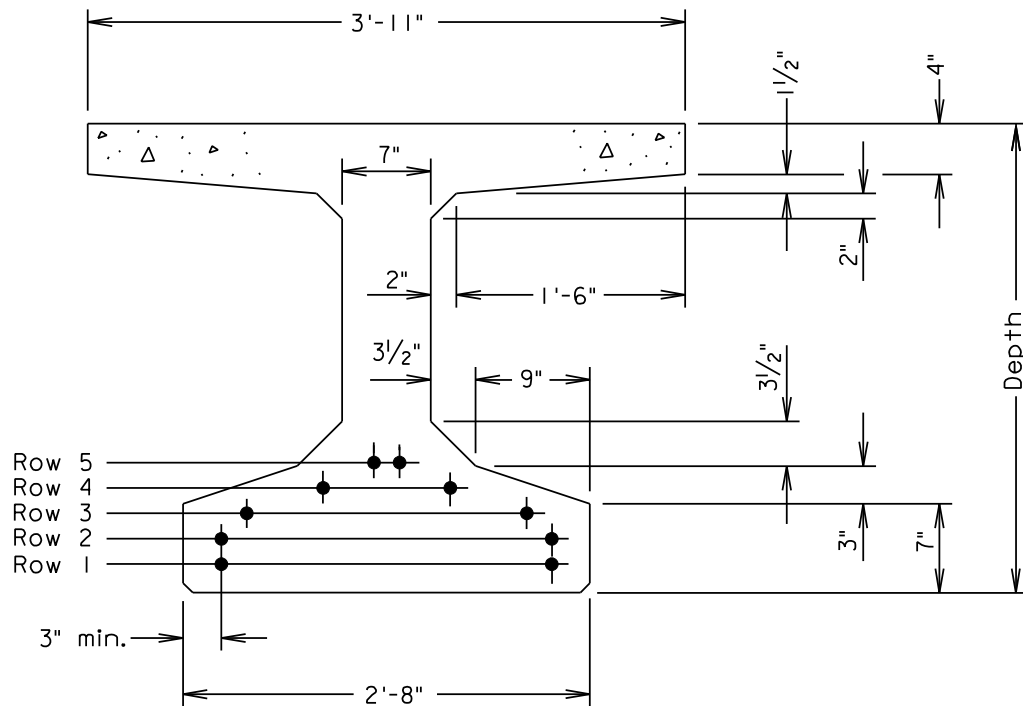 3'-11"
1 1/2"
4"
7"
2"
2"
1'-6"
Depth
3 1/2"
9"
3 1/2"
Row 5
Row 4
Row 3
Row 2
Row 1
3"
7"
3" min.
2'-8"